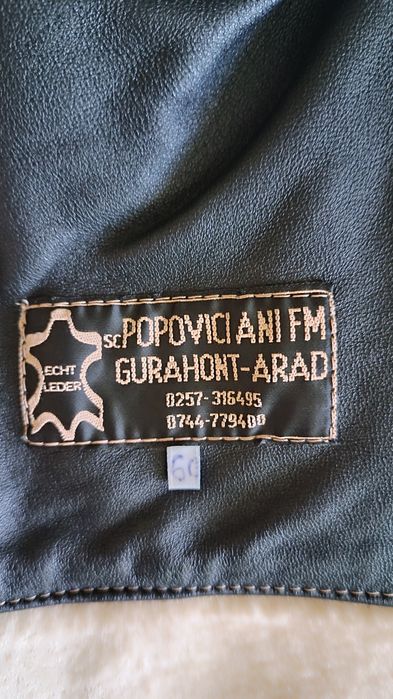 ECHT
LEDER
SC POPOVICI ANI FM
GURAHONT-ARAD
0257-316495
0744-779400
60